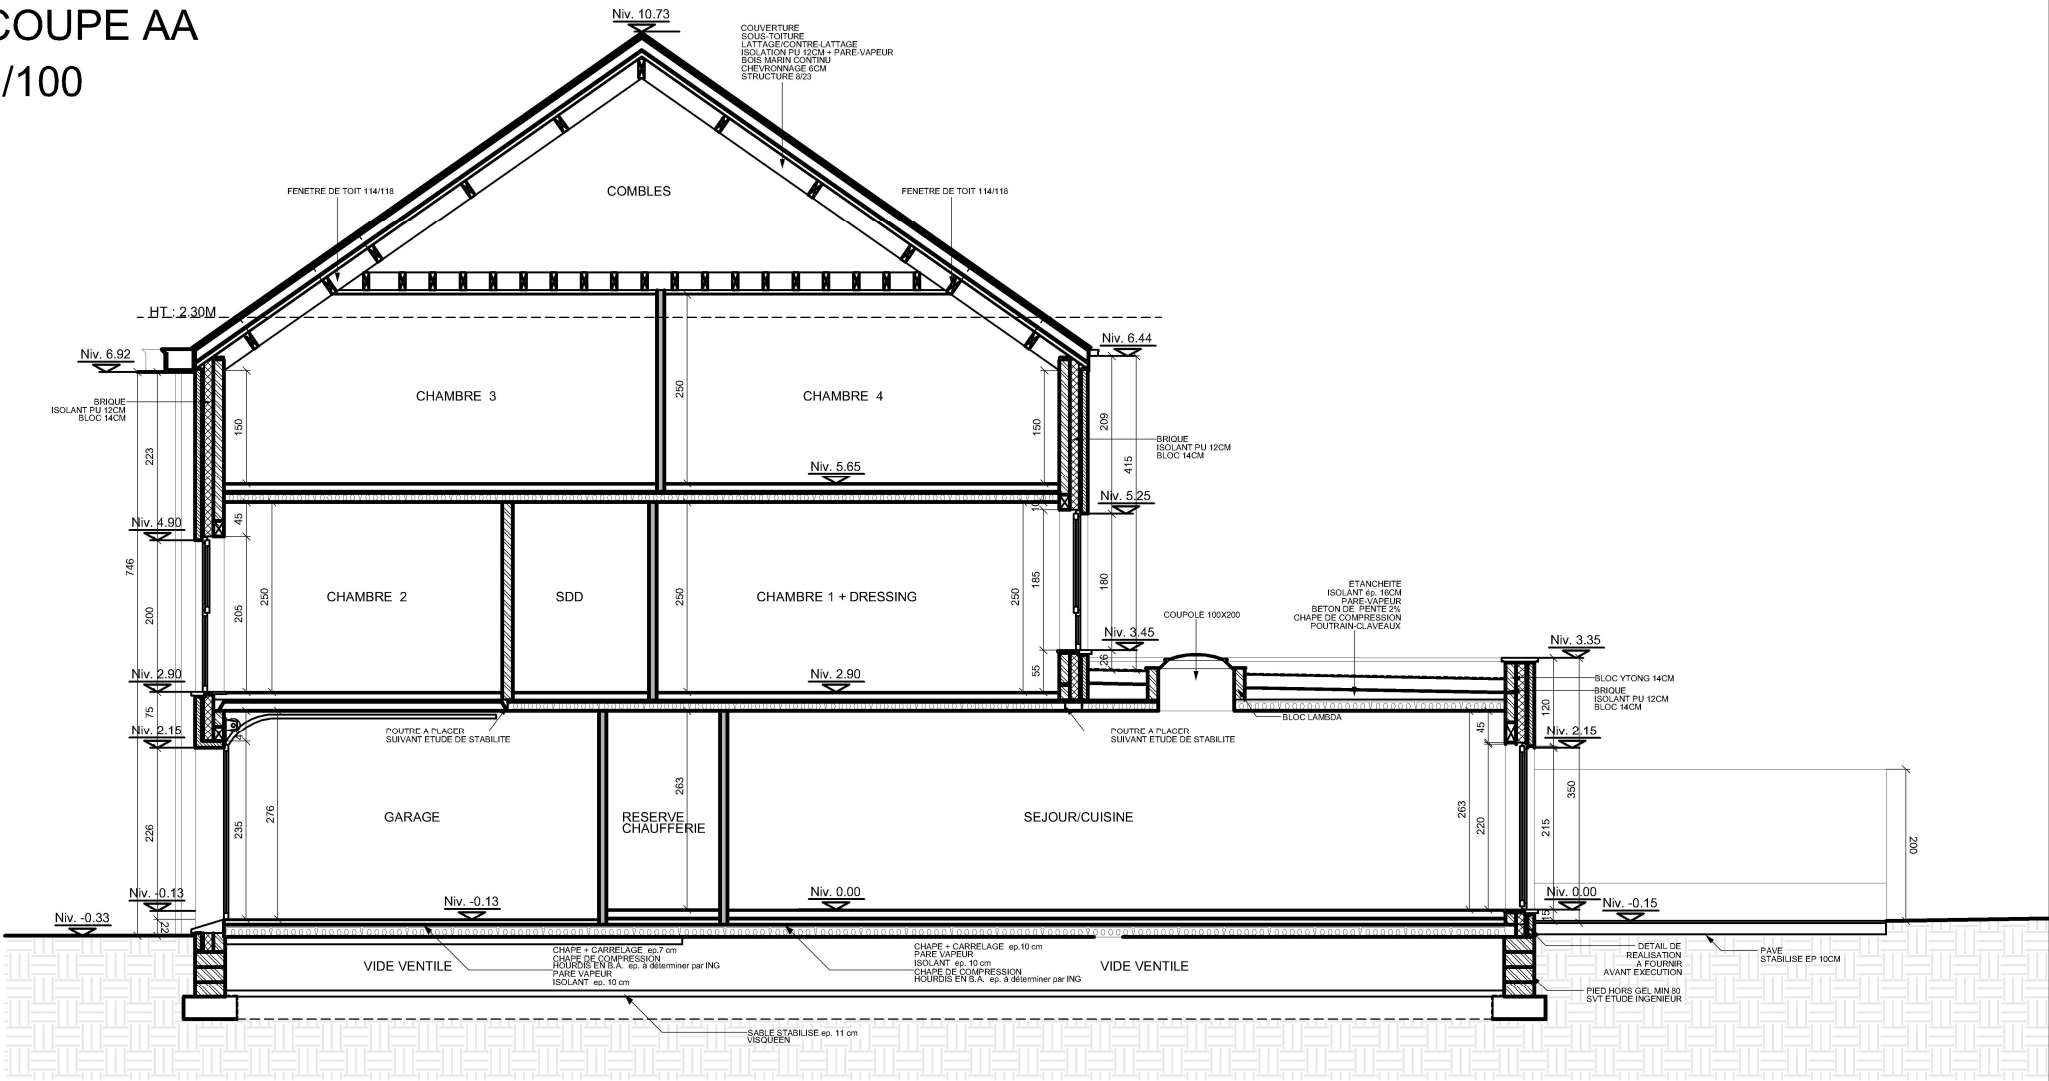 COUPE AA
/100
Niv. 10.73
COUVERTURE
SOUS-TOITURE
LATTAGE/CONTRE-LATTAGE
ISOLATION PU 12CM + PARE-VAPEUR
BOIS MARIN CONTINU
CHEVRONNAGE 6CM
STRUCTURE 8/23
FENETRE DE TOIT 114/118
COMBLES
FENETRE DE TOIT 114/118
HT : 2.30M
Niv. 6.92
Niv. 6.44
BRIQUE
ISOLANT PU 12CM
BLOC 14CM
CHAMBRE 3
250
CHAMBRE 4
150
150
209
223
BRIQUE
ISOLANT PU 12CM
BLOC 14CM
415
Niv. 5.65
Niv. 5.25
Niv. 4.90
45
10
746
200
205
250
CHAMBRE 2
SDD
250
CHAMBRE 1 + DRESSING
250
185
180
ETANCHEITE
ISOLANT ép. 16CM
PARE-VAPEUR
BETON DE PENTE 2%
CHAPE DE COMPRESSION
POUTRAIN-CLAVEAUX
COUPOLE 100X200
Niv. 3.45
Niv. 3.35
26
55
Niv. 2.90
Niv. 2.90
BLOC YTONG 14CM
BRIQUE
ISOLANT PU 12CM
BLOC 14CM
75
120
BLOC LAMBDA
45
Niv. 2.15
Niv. 2.15
POUTRE A PLACER
SUIVANT ETUDE DE STABILITE
POUTRE A PLACER
SUIVANT ETUDE DE STABILITE
226
235
276
GARAGE
263
RESERVE
CHAUFFERIE
SEJOUR/CUISINE
263
220
215
350
200
Niv. -0.13
Niv. -0.13
Niv. 0.00
Niv. 0.00
Niv. -0.15
Niv. -0.33
22
15
VIDE VENTILE
CHAPE + CARRELAGE ep.7 cm
CHAPE DE COMPRESSION
HOURDIS EN B.A. ep. à déterminer par ING
PARE VAPEUR
ISOLANT ep. 10 cm
CHAPE + CARRELAGE ep.10 cm
PARE VAPEUR
ISOLANT ep. 10 cm
CHAPE DE COMPRESSION
HOURDIS EN B.A. ep. à déterminer par ING
VIDE VENTILE
DETAIL DE
REALISATION
A FOURNIR
AVANT EXECUTION
PAVE
STABILISE EP 10CM
PIED HORS GEL MIN 80
SVT ETUDE INGENIEUR
SABLE STABILISE ep. 11 cm
VISQUEEN